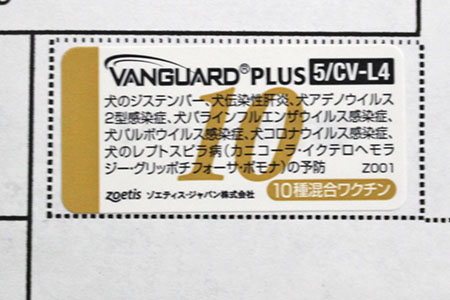 VANGUARD® PLUS 5/CV-L4
10
犬のジステンパー、犬伝染性肝炎、犬アデノウイルス
2型感染症、犬パラインフルエンザウイルス感染症、
犬パルボウイルス感染症、犬コロナウイルス感染症、
犬のレプトスピラ病(カニコーラ・イクテロヘモラ
ジー・グリッポチフォーサ・ポモナ)の予防 Z001
zoetis ゾエティス・ジャパン株式会社 10種混合ワクチン